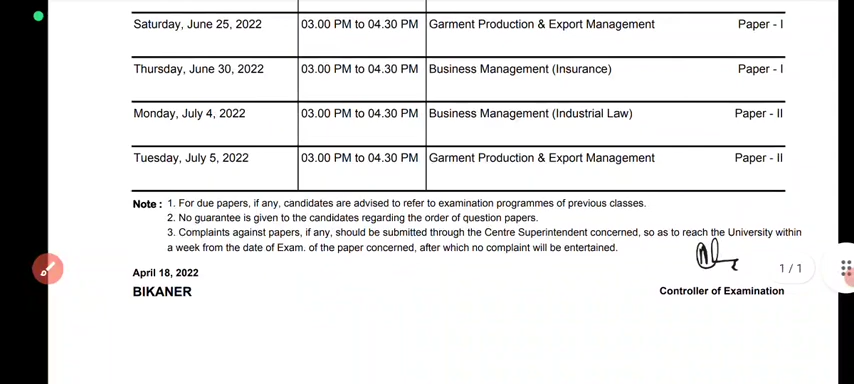 Saturday, June 25, 2022 03.00 PM to 04.30 PM Garment Production & Export Management Paper - I
Thursday, June 30, 2022 03.00 PM to 04.30 PM Business Management (Insurance) Paper - I
Monday, July 4, 2022 03.00 PM to 04.30 PM Business Management (Industrial Law) Paper - II
Tuesday, July 5, 2022 03.00 PM to 04.30 PM Garment Production & Export Management Paper - II
Note : 1. For due papers, if any, candidates are advised to refer to examination programmes of previous classes.
2. No guarantee is given to the candidates regarding the order of question papers.
3. Complaints against papers, if any, should be submitted through the Centre Superintendent concerned, so as to reach the University within
a week from the date of Exam. of the paper concerned, after which no complaint will be entertained.
April 18, 2022 1 / 1
BIKANER Controller of Examination